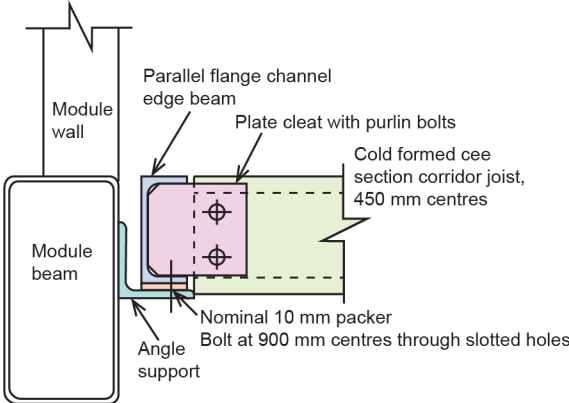 Parallel flange channel
edge beam
Module
wall
Plate cleat with purlin bolts
Cold formed cee
section corridor joist,
450 mm centres
Module
beam
Nominal 10 mm packer
Bolt at 900 mm centres through slotted holes
Angle
support